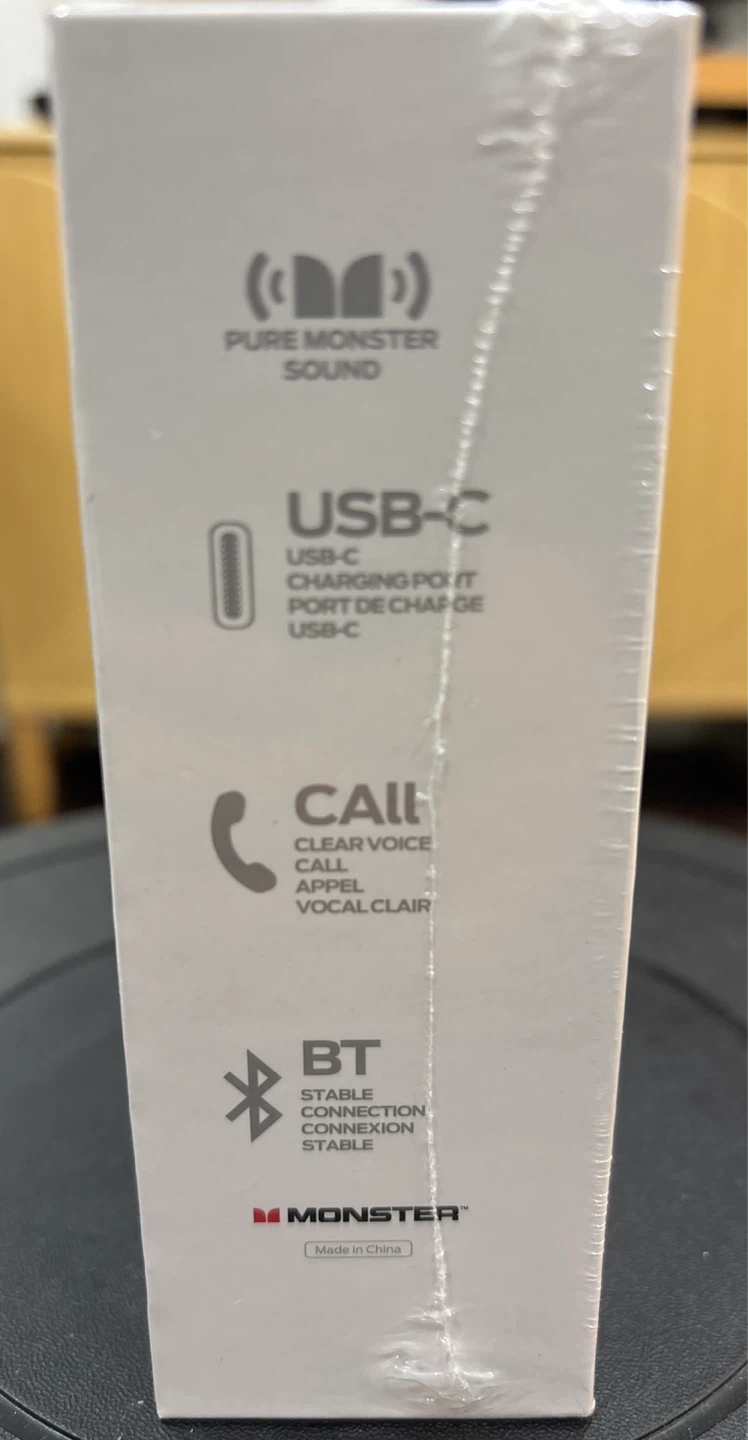 PURE MONSTER
SOUND
USB-C
USB-C
CHARGING PORT
PORT DE CHARGE
USB-C
CAll
CLEAR VOICE
CALL
APPEL
VOCAL CLAIR
BT
STABLE
CONNECTION
CONNEXION
STABLE
MONSTER™
Made in China